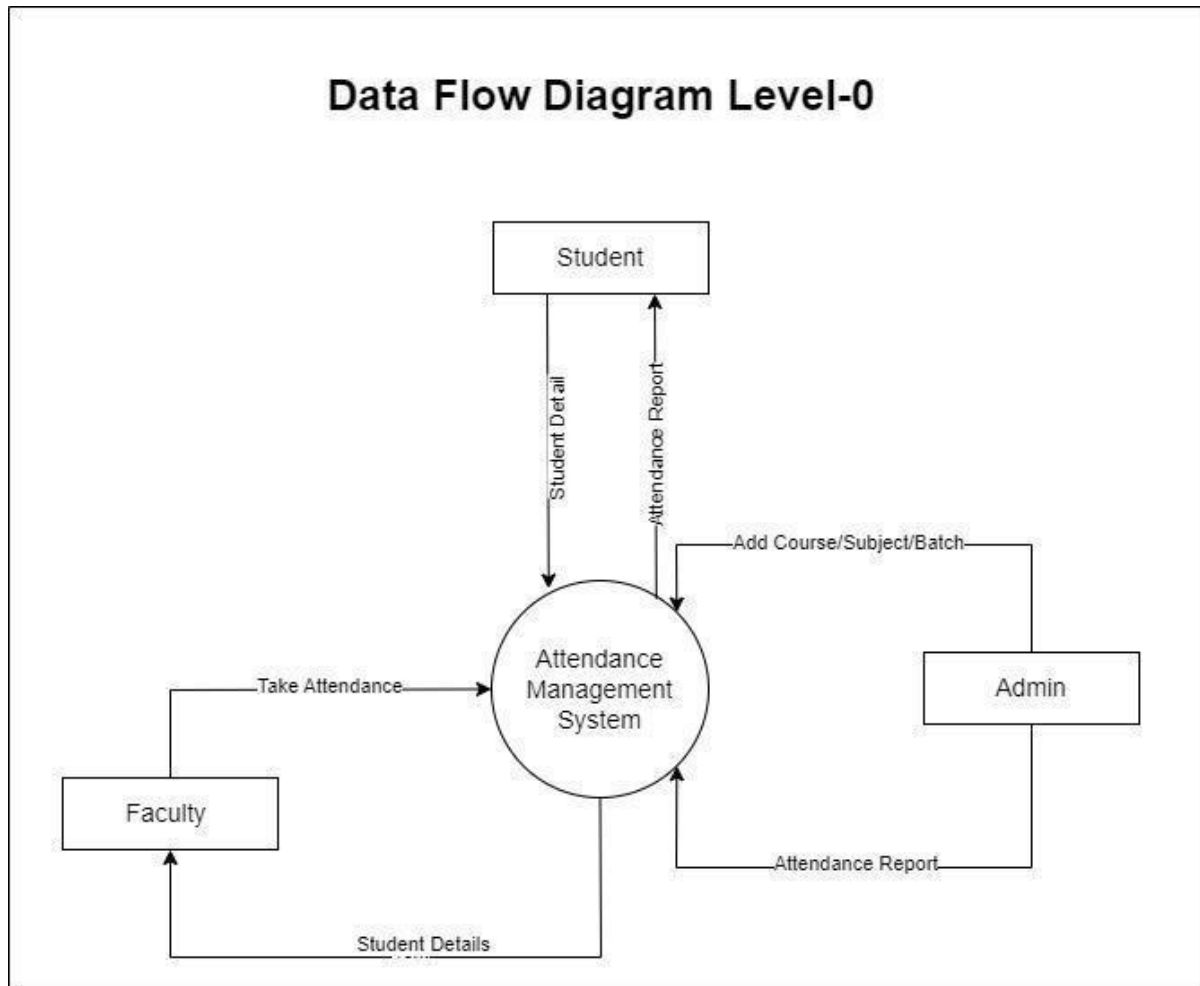 Data Flow Diagram Level-0
Student
Student Detail
Attendance Report
Add Course/Subject/Batch
Attendance
Management
System
Admin
Take Attendance
Faculty
Attendance Report
Student Details